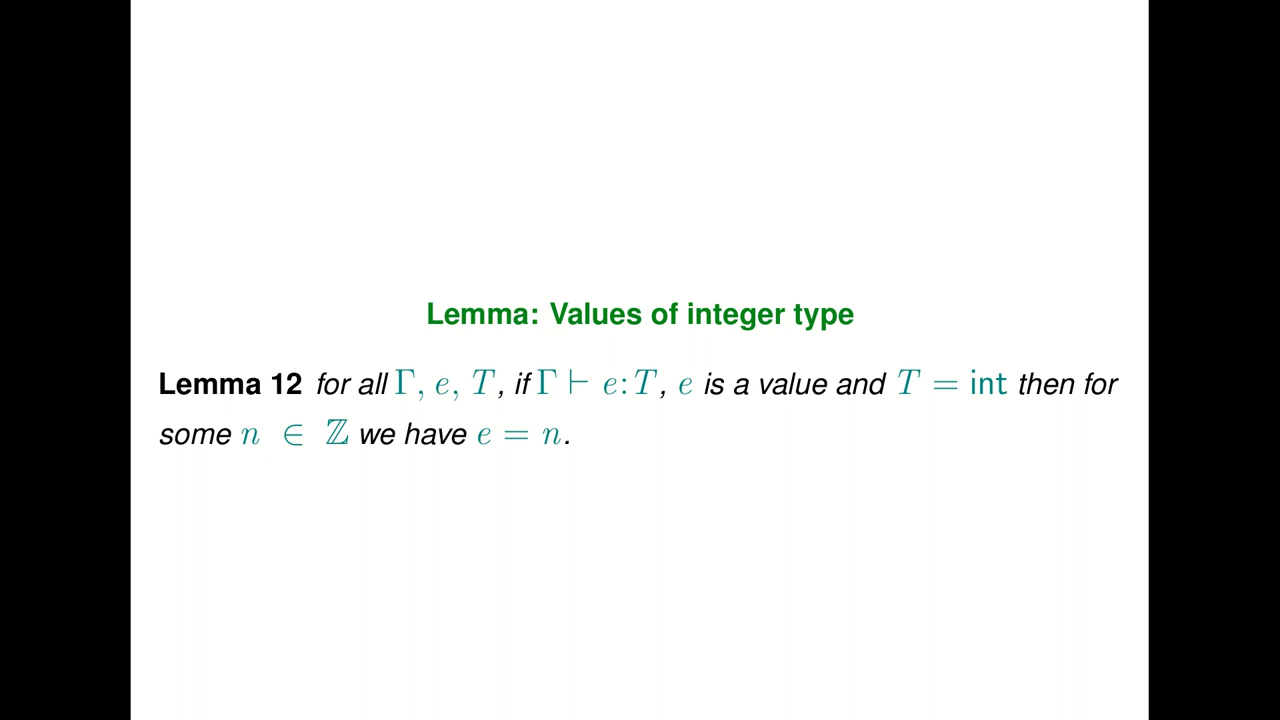 Lemma: Values of integer type
Lemma 12 for all Γ, e, T, if Γ ⊢ e:T, e is a value and T = int then for
some n ∈ ℤ we have e = n.